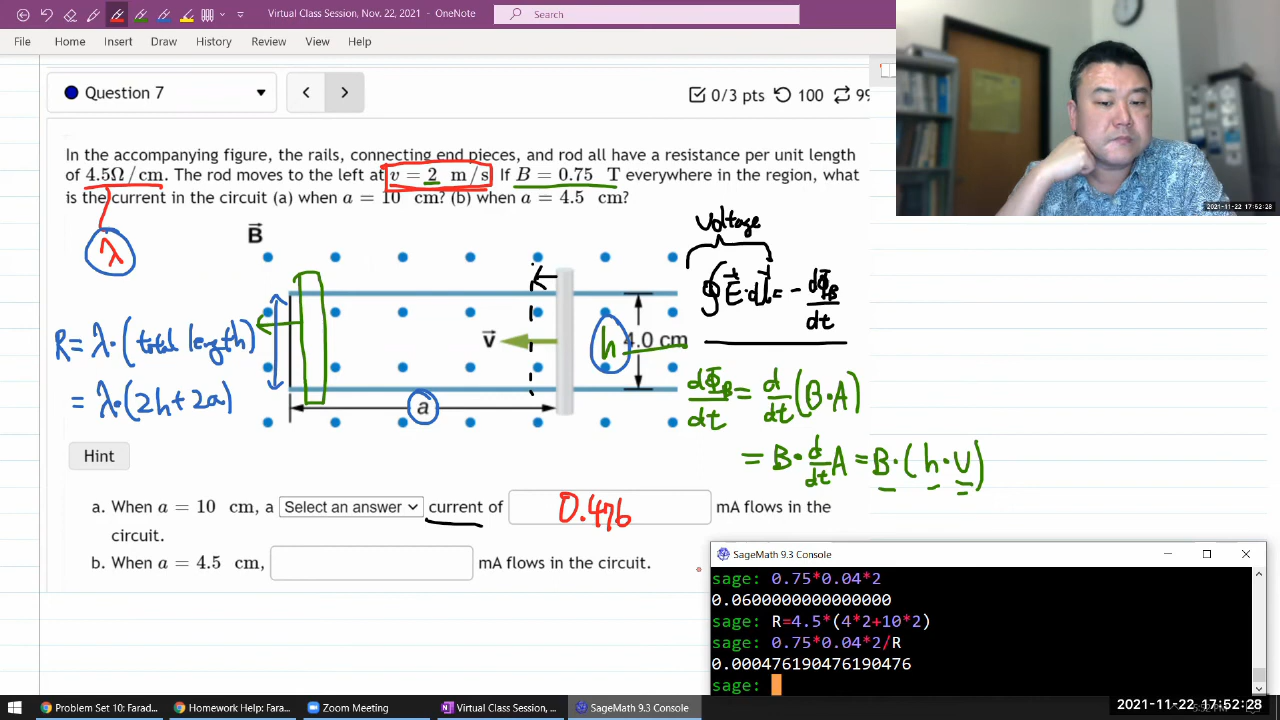 Virtual Class Session, Nov 22, 2021 - OneNote
Search
File Home Insert Draw History Review View Help
Question 7
0/3 pts 100 99
In the accompanying figure, the rails, connecting end pieces, and rod all have a resistance per unit length
of 4.5Ω/cm. The rod moves to the left at v = 2 m/s If B = 0.75 T everywhere in the region, what
is the current in the circuit (a) when a = 10 cm? (b) when a = 4.5 cm?
2021-11-22 17:52:28
λ
B⃗
Voltage
∮E⃗·dl⃗ = - dΦB/dt
v⃗
h 4.0 cm
a
R = λ·(total length)
= λ·(2h+2a)
dΦB/dt = d/dt (B·A)
= B· d/dt A = B·(h·v)
Hint
a. When a = 10 cm, a Select an answer current of 0.476 mA flows in the
circuit.
b. When a = 4.5 cm, mA flows in the circuit.
SageMath 9.3 Console
sage: 0.75*0.04*2
0.0600000000000000
sage: R=4.5*(4*2+10*2)
sage: 0.75*0.04*2/R
0.000476190476190476
sage:
Problem Set 10: Farad...
Homework Help: Fara...
Zoom Meeting
Virtual Class Session, ...
SageMath 9.3 Console
2021-11-22 17:52:28